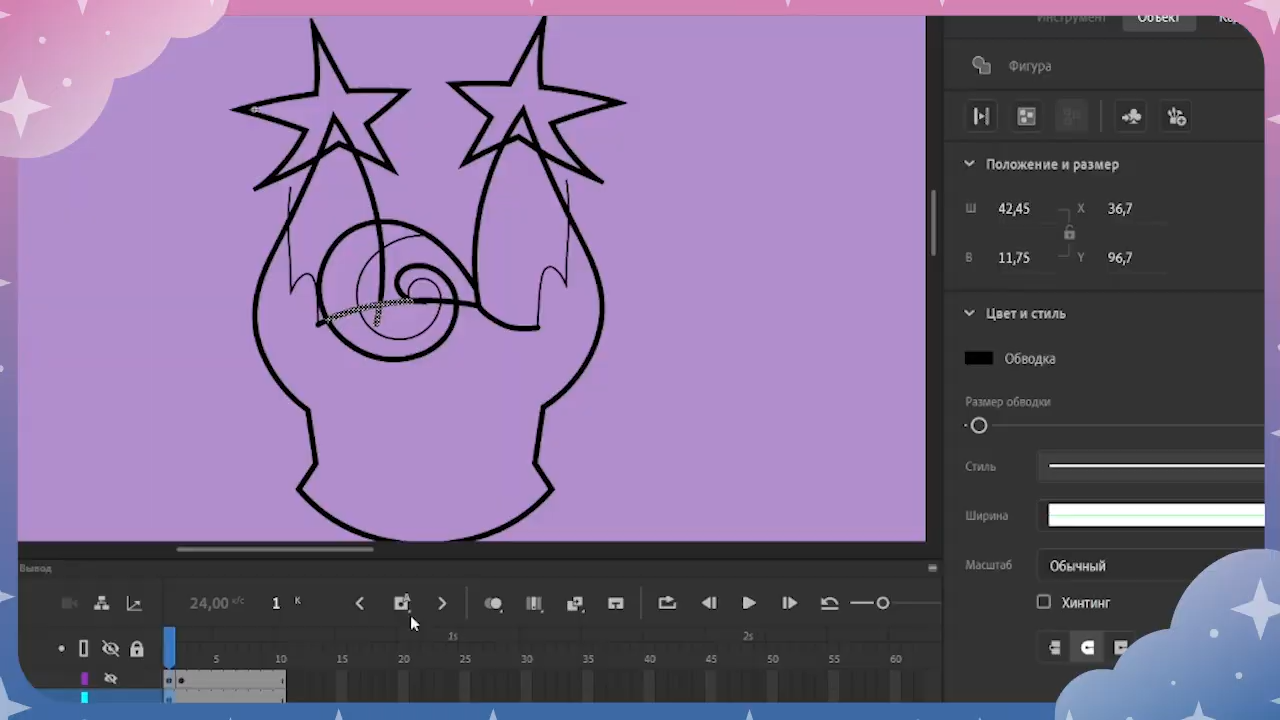 Инструмент Объект
Фигура
Положение и размер
Ш 42,45 X 36,7
В 11,75 Y 96,7
Цвет и стиль
Обводка
Размер обводки
Стиль
Ширина
Масштаб Обычный
Хинтинг
Вывод
24,00 к/с 1 К
1s 2s
5 10 15 20 25 30 35 40 45 50 55 60